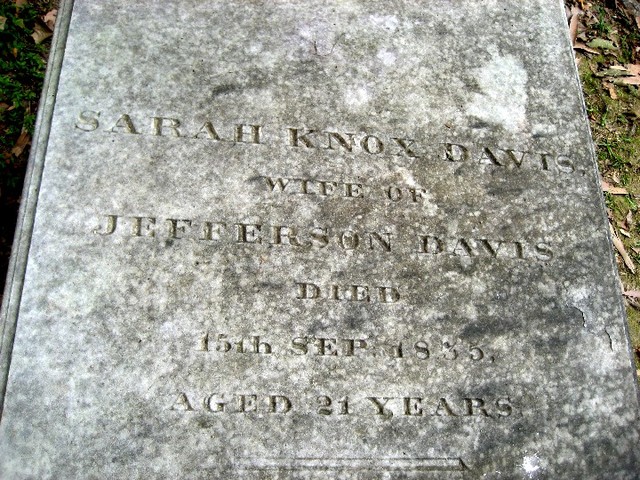 SARAH KNOX DAVIS,
WIFE OF
JEFFERSON DAVIS
DIED
15th SEP. 1835,
AGED 21 YEARS.